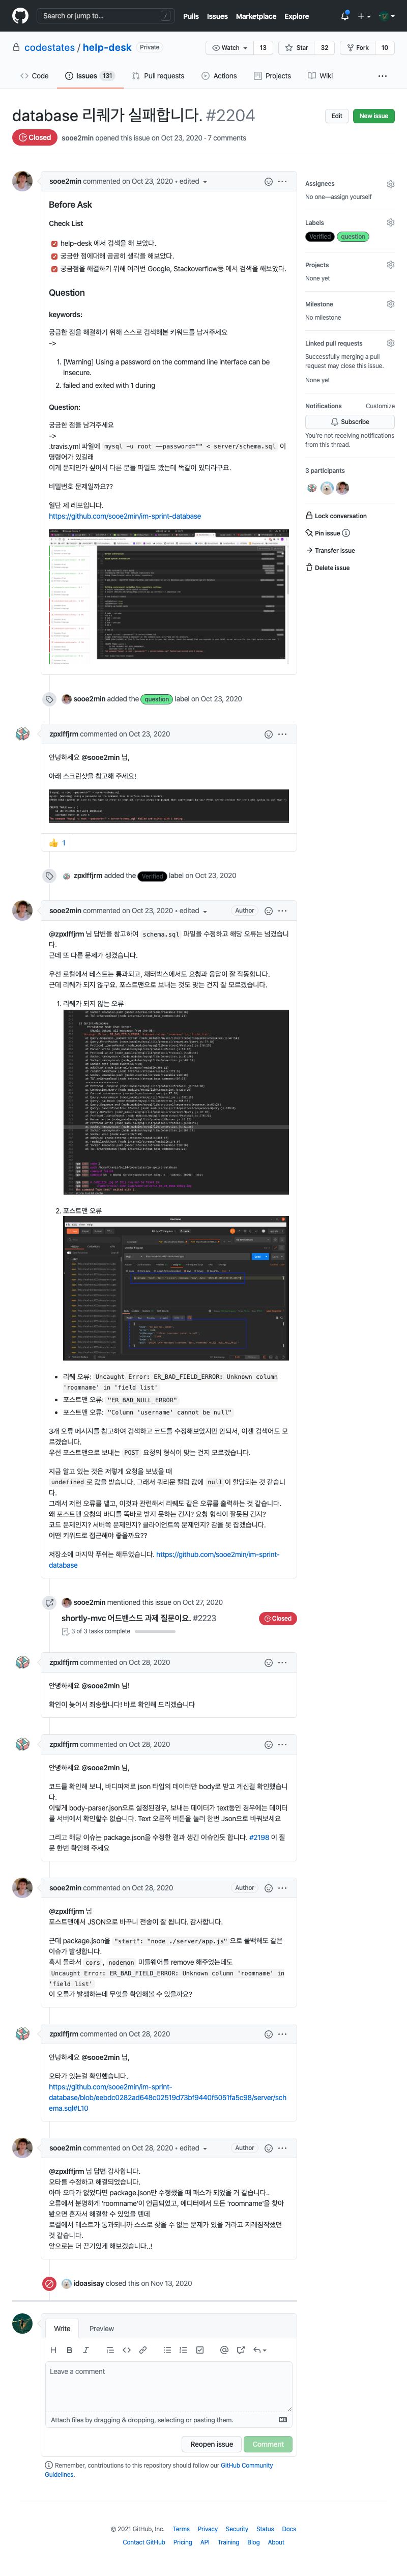 Search or jump to...
/
Pulls Issues Marketplace Explore
codestates / help-desk Private
Watch 13 Star 32 Fork 10
Code Issues 131 Pull requests Actions Projects Wiki
database 리퀘가 실패합니다. #2204
Edit New issue
Closed sooe2min opened this issue on Oct 23, 2020 · 7 comments
sooe2min commented on Oct 23, 2020 • edited
Before Ask
Check List
help-desk 에서 검색을 해 보았다.
궁금한 점에대해 곰곰히 생각을 해보았다.
궁금점을 해결하기 위해 여러번 Google, Stackoverflow등 에서 검색을 해보았다.
Question
keywords:
궁금한 점을 해결하기 위해 스스로 검색해본 키워드를 남겨주세요
->
1. [Warning] Using a password on the command line interface can be
insecure.
2. failed and exited with 1 during
Question:
궁금한 점을 남겨주세요
->
.travis.yml 파일에 mysql -u root --password="" < server/schema.sql 이
명령어가 있길래
이게 문제인가 싶어서 다른 분들 파일도 봤는데 똑같이 있더라구요.
비밀번호 문제일까요??
일단 제 레포입니다.
https://github.com/sooe2min/im-sprint-database
Assignees
No one—assign yourself
Labels
Verified question
Projects
None yet
Milestone
No milestone
Linked pull requests
Successfully merging a pull
request may close this issue.
None yet
Notifications Customize
Subscribe
You're not receiving notifications
from this thread.
3 participants
Lock conversation
Pin issue
Transfer issue
Delete issue
sooe2min added the question label on Oct 23, 2020
zpxlffjrm commented on Oct 23, 2020
안녕하세요 @sooe2min 님,
아래 스크린샷을 참고해 주세요!
1
zpxlffjrm added the Verified label on Oct 23, 2020
sooe2min commented on Oct 23, 2020 • edited Author
@zpxlffjrm 님 답변을 참고하여 schema.sql 파일을 수정하고 해당 오류는 넘겼습니
다.
근데 또 다른 문제가 생겼습니다.
우선 로컬에서 테스트는 통과되고, 채터박스에서도 요청과 응답이 잘 작동합니다.
근데 리퀘가 되지 않구요. 포스트맨으로 보내는 것도 맞는 건지 잘 모르겠습니다.
1. 리퀘가 되지 않는 오류
2. 포스트맨 오류
리퀘 오류: Uncaught Error: ER_BAD_FIELD_ERROR: Unknown column
'roomname' in 'field list'
포스트맨 오류: "ER_BAD_NULL_ERROR"
포스트맨 오류: "Column 'username' cannot be null"
3개 오류 메시지를 참고하여 검색하고 코드를 수정해보았지만 안되서, 이젠 검색어도 모
르겠습니다.
우선 포스트맨으로 보내는 POST 요청의 형식이 맞는 건지 모르겠습니다.
지금 알고 있는 것은 저렇게 요청을 보냈을 때
undefined 로 값을 받습니다. 그래서 쿼리문 컬럼 값에 null 이 할당되는 것 같습니
다.
그래서 저런 오류를 뱉고, 이것과 관련해서 리퀘도 같은 오류를 출력하는 것 같습니다.
왜 포스트맨 요청의 바디를 똑바로 받지 못하는 건지? 요청 형식이 잘못된 건지?
코드 문제인지? 서버쪽 문제인지? 클라이언트쪽 문제인지? 감을 못 잡겠습니다.
어떤 키워드로 접근해야 좋을까요??
저장소에 마지막 푸쉬는 해두었습니다. https://github.com/sooe2min/im-sprint-
database
sooe2min mentioned this issue on Oct 27, 2020
shortly-mvc 어드밴스드 과제 질문이요. #2223 Closed
3 of 3 tasks complete
zpxlffjrm commented on Oct 28, 2020
안녕하세요 @sooe2min 님!
확인이 늦어서 죄송합니다! 바로 확인해 드리겠습니다
zpxlffjrm commented on Oct 28, 2020
안녕하세요 @sooe2min 님,
코드를 확인해 보니, 바디파저로 json 타입의 데이터만 body로 받고 계신걸 확인했습니
다.
이렇게 body-parser.json으로 설정된경우, 보내는 데이터가 text등인 경우에는 데이터
를 서버에서 확인할수 없습니다. Text 오른쪽 버튼을 눌러 한번 Json으로 바꿔보세요
그리고 해당 이슈는 package.json을 수정한 결과 생긴 이슈인듯 합니다. #2198 이 질
문 한번 확인해 주세요
sooe2min commented on Oct 28, 2020 Author
@zpxlffjrm 님
포스트맨에서 JSON으로 바꾸니 전송이 잘 됩니다. 감사합니다.
근데 package.json을 "start": "node ./server/app.js" 으로 롤백해도 같은
이슈가 발생합니다.
혹시 몰라서 cors , nodemon 미들웨어를 remove 해주었는데도
Uncaught Error: ER_BAD_FIELD_ERROR: Unknown column 'roomname' in
'field list'
이 오류가 발생하는데 무엇을 확인해볼 수 있을까요?
zpxlffjrm commented on Oct 28, 2020
안녕하세요 @sooe2min 님,
오타가 있는걸 확인했습니다.
https://github.com/sooe2min/im-sprint-
database/blob/eebdc0282ad648c02519d73bf9440f5051fa5c98/server/sch
ema.sql#L10
sooe2min commented on Oct 28, 2020 • edited Author
@zpxlffjrm 님 답변 감사합니다.
오타를 수정하고 해결되었습니다.
아마 오타가 없었다면 package.json만 수정했을 때 패스가 되었을 거 같습니다..
오류에서 분명하게 'roomname'이 언급되었고, 에디터에서 모든 'roomname'을 찾아
봤으면 혼자서 해결할 수 있었을 텐데
로컬에서 테스트가 통과되니까 스스로 찾을 수 없는 문제가 있을 거라고 지레짐작했던
것 같습니다.
앞으로는 더 끈기있게 해보겠습니다..!
idoasisay closed this on Nov 13, 2020
Write Preview
Leave a comment
Attach files by dragging & dropping, selecting or pasting them.
Reopen issue Comment
Remember, contributions to this repository should follow our GitHub Community
Guidelines.
© 2021 GitHub, Inc. Terms Privacy Security Status Docs
Contact GitHub Pricing API Training Blog About